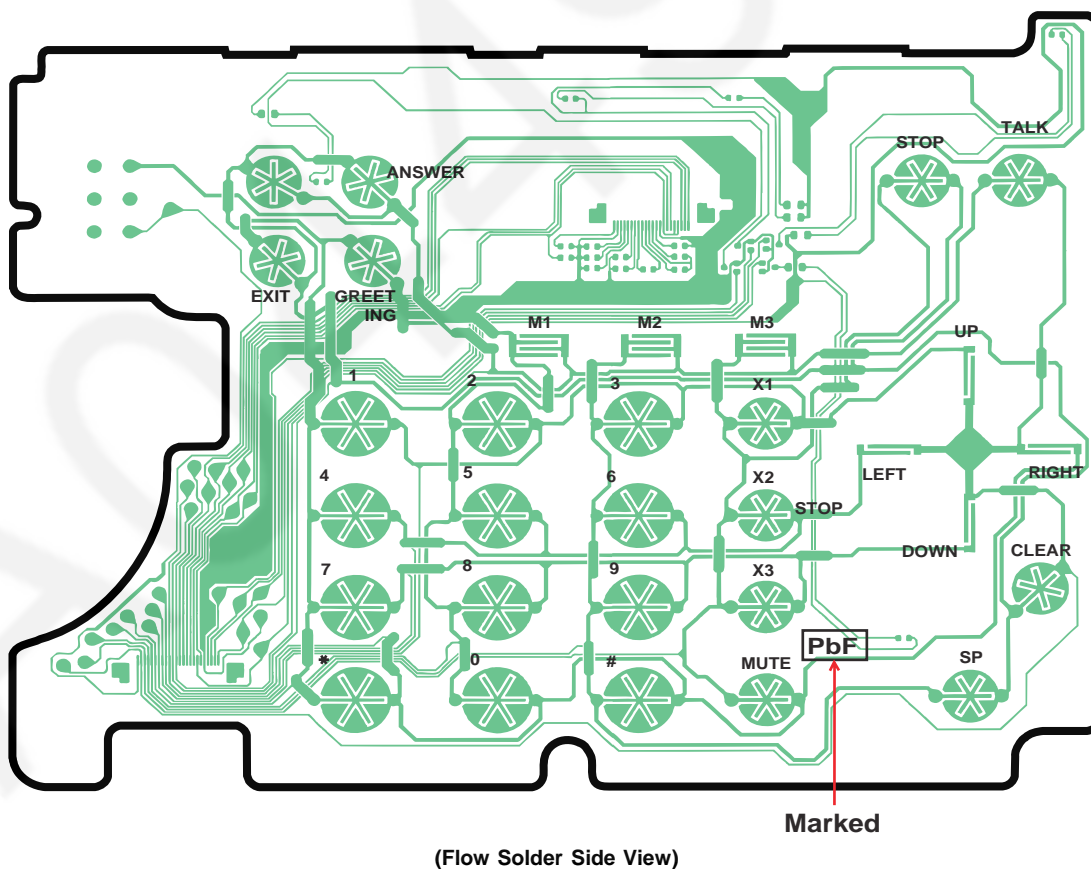 TALK
STOP
ANSWER
EXIT
GREET
ING
M1
M2
M3
UP
1
2
3
X1
LEFT
RIGHT
4
5
6
X2
STOP
DOWN
CLEAR
7
8
9
X3
PbF
*
0
#
MUTE
SP
Marked
(Flow Solder Side View)